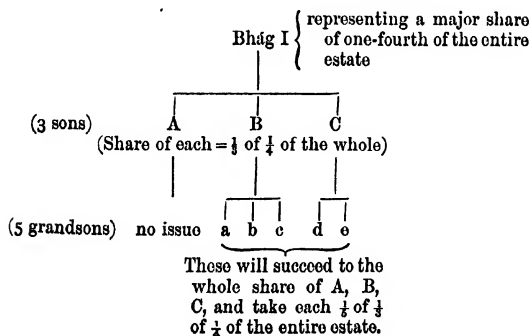 Bhág I { representing a major share
of one-fourth of the entire
estate
(3 sons) A B C
(Share of each = ⅓ of ¼ of the whole)
(5 grandsons) no issue a b c d e
These will succeed to the
whole share of A, B,
C, and take each ⅕ of ⅓
of ¼ of the entire estate.